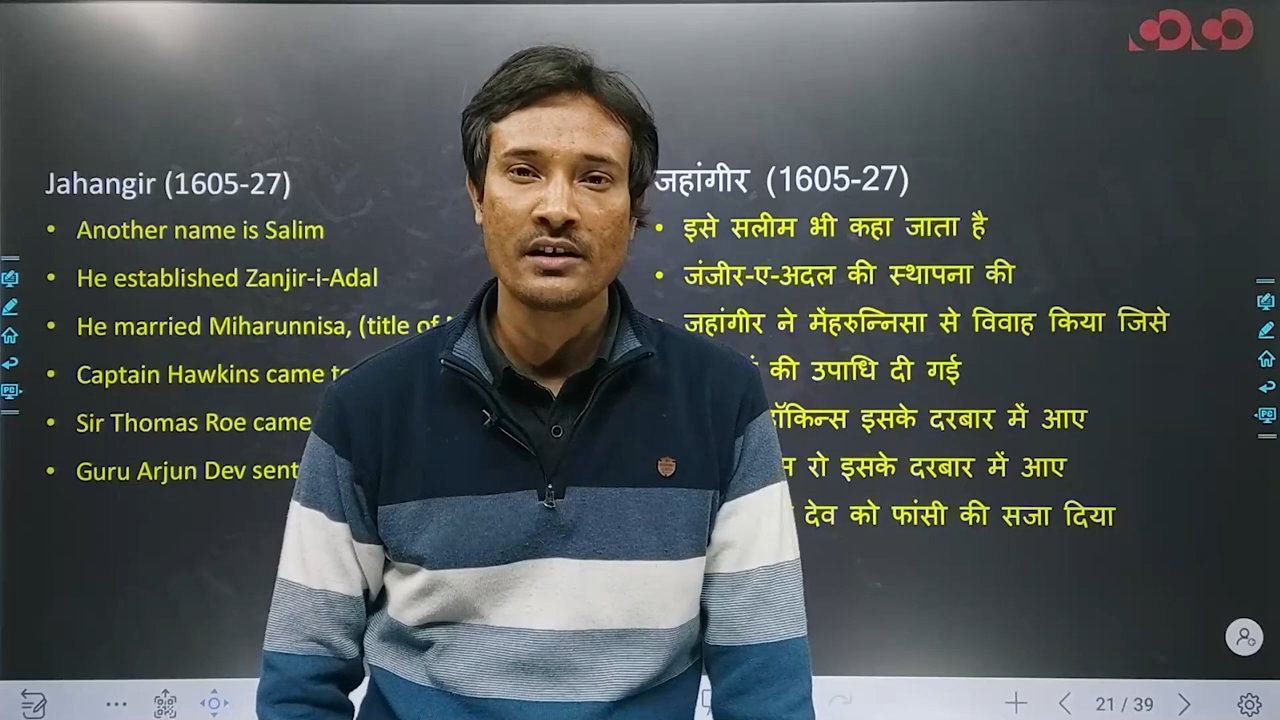 Jahangir (1605-27)
• Another name is Salim
• He established Zanjir-i-Adal
• He married Miharunnisa, (title of
• Captain Hawkins came
• Sir Thomas Roe came
• Guru Arjun Dev sent
जहांगीर (1605-27)
• इसे सलीम भी कहा जाता है
• जंजीर-ए-अदल की स्थापना की
• जहांगीर ने मेंहरुन्निसा से विवाह किया जिसे
की उपाधि दी गई
हॉकिन्स इसके दरबार में आए
रो इसके दरबार में आए
देव को फांसी की सजा दिया
PC
PC
21 / 39